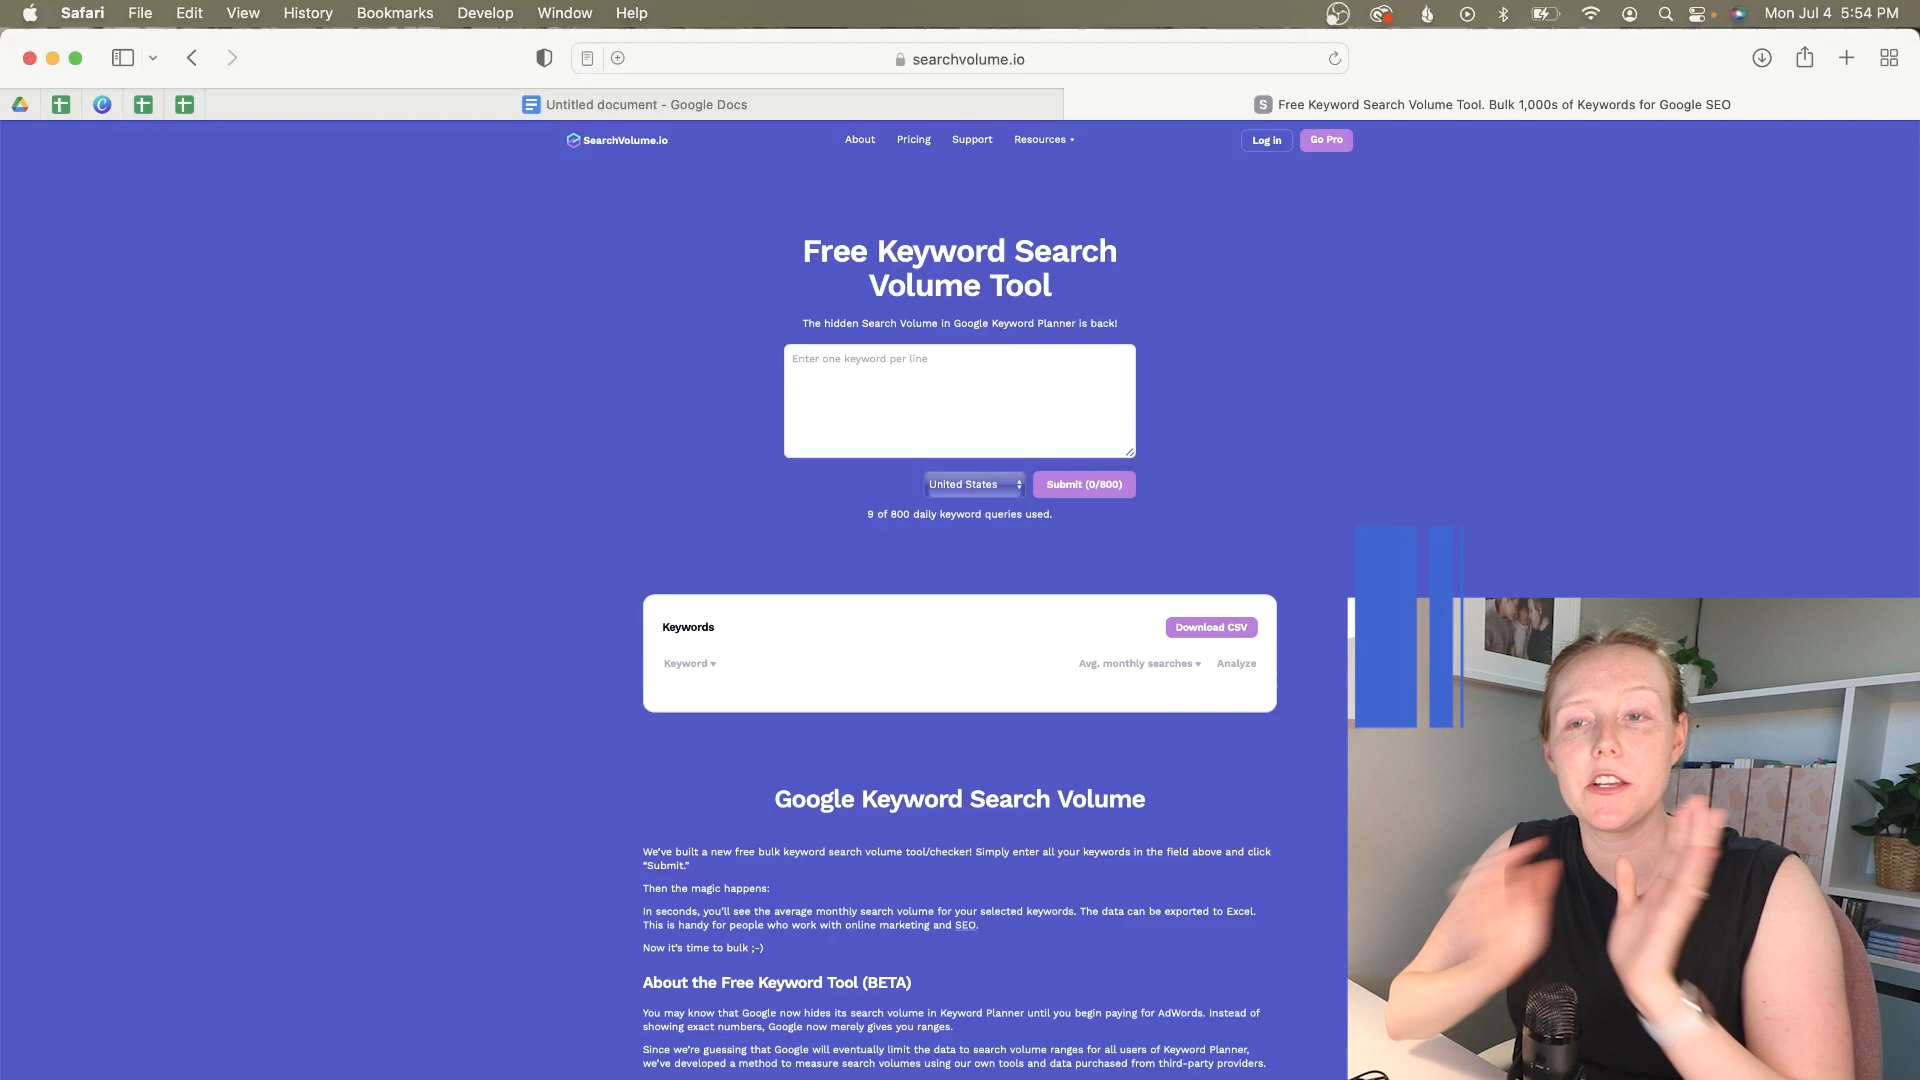 Safari File Edit View History Bookmarks Develop Window Help Mon Jul 4 5:54 PM
searchvolume.io
Untitled document - Google Docs
S Free Keyword Search Volume Tool. Bulk 1,000s of Keywords for Google SEO
SearchVolume.io About Pricing Support Resources Log in Go Pro
Free Keyword Search
Volume Tool
The hidden Search Volume in Google Keyword Planner is back!
Enter one keyword per line
United States Submit (0/800)
9 of 800 daily keyword queries used.
Keywords Download CSV
Keyword Avg. monthly searches Analyze
Google Keyword Search Volume
We've built a new free bulk keyword search volume tool/checker! Simply enter all your keywords in the field above and click
"Submit."
Then the magic happens:
In seconds, you'll see the average monthly search volume for your selected keywords. The data can be exported to Excel.
This is handy for people who work with online marketing and SEO.
Now it's time to bulk ;-)
About the Free Keyword Tool (BETA)
You may know that Google now hides its search volume in Keyword Planner until you begin paying for AdWords. Instead of
showing exact numbers, Google now merely gives you ranges.
Since we're guessing that Google will eventually limit the data to search volume ranges for all users of Keyword Planner,
we've developed a method to measure search volumes using our own tools and data purchased from third-party providers.